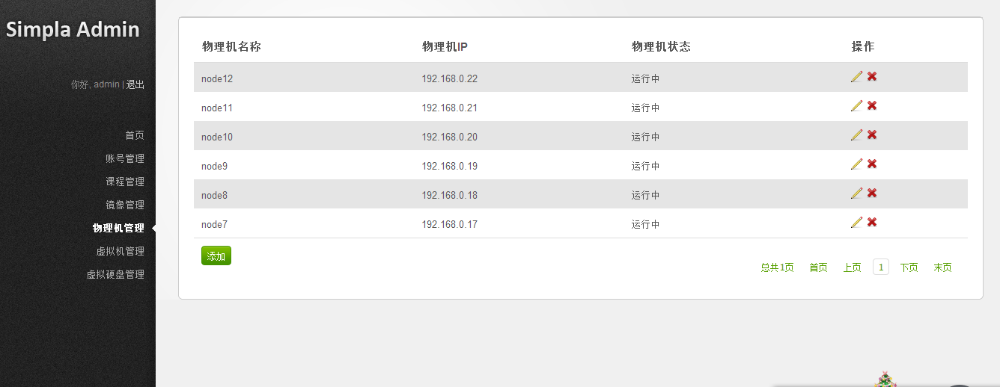 Simpla Admin
你好, admin | 退出
首页
账号管理
课程管理
镜像管理
物理机管理
虚拟机管理
虚拟硬盘管理
物理机名称 物理机IP 物理机状态 操作
node12 192.168.0.22 运行中
node11 192.168.0.21 运行中
node10 192.168.0.20 运行中
node9 192.168.0.19 运行中
node8 192.168.0.18 运行中
node7 192.168.0.17 运行中
添加
总共1页 首页 上页 1 下页 末页